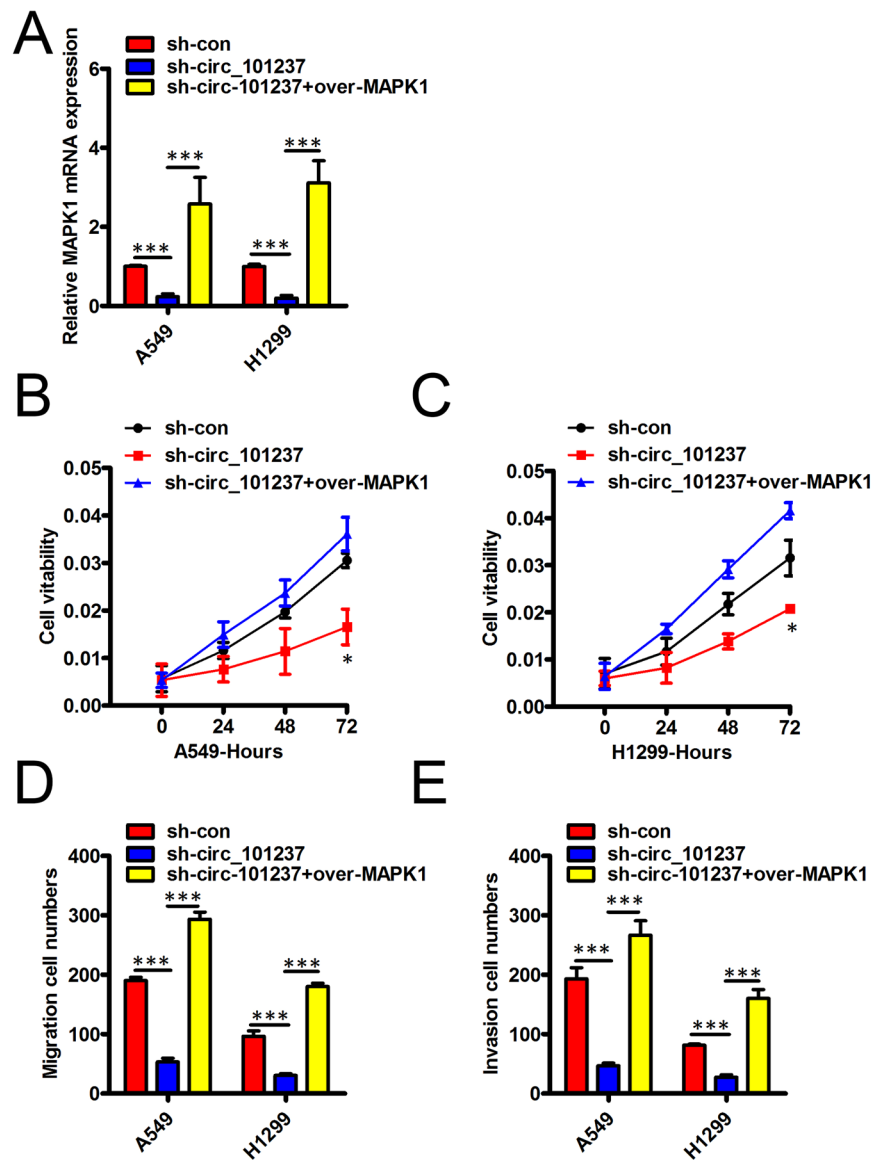 A
sh-con
sh-circ_101237
sh-circ-101237+over-MAPK1
Relative MAPK1 mRNA expression
6
4
2
0
***
***
***
***
A549
H1299
B
sh-con
sh-circ_101237
sh-circ_101237+over-MAPK1
Cell vitability
0.05
0.04
0.03
0.02
0.01
0.00
*
0 24 48 72
A549-Hours
C
sh-con
sh-circ_101237
sh-circ_101237+over-MAPK1
Cell vitability
0.05
0.04
0.03
0.02
0.01
0.00
*
0 24 48 72
H1299-Hours
D
sh-con
sh-circ_101237
sh-circ-101237+over-MAPK1
Migration cell numbers
400
300
200
100
0
***
***
***
***
A549
H1299
E
sh-con
sh-circ_101237
sh-circ-101237+over-MAPK1
Invasion cell numbers
400
300
200
100
0
***
***
***
***
A549
H1299